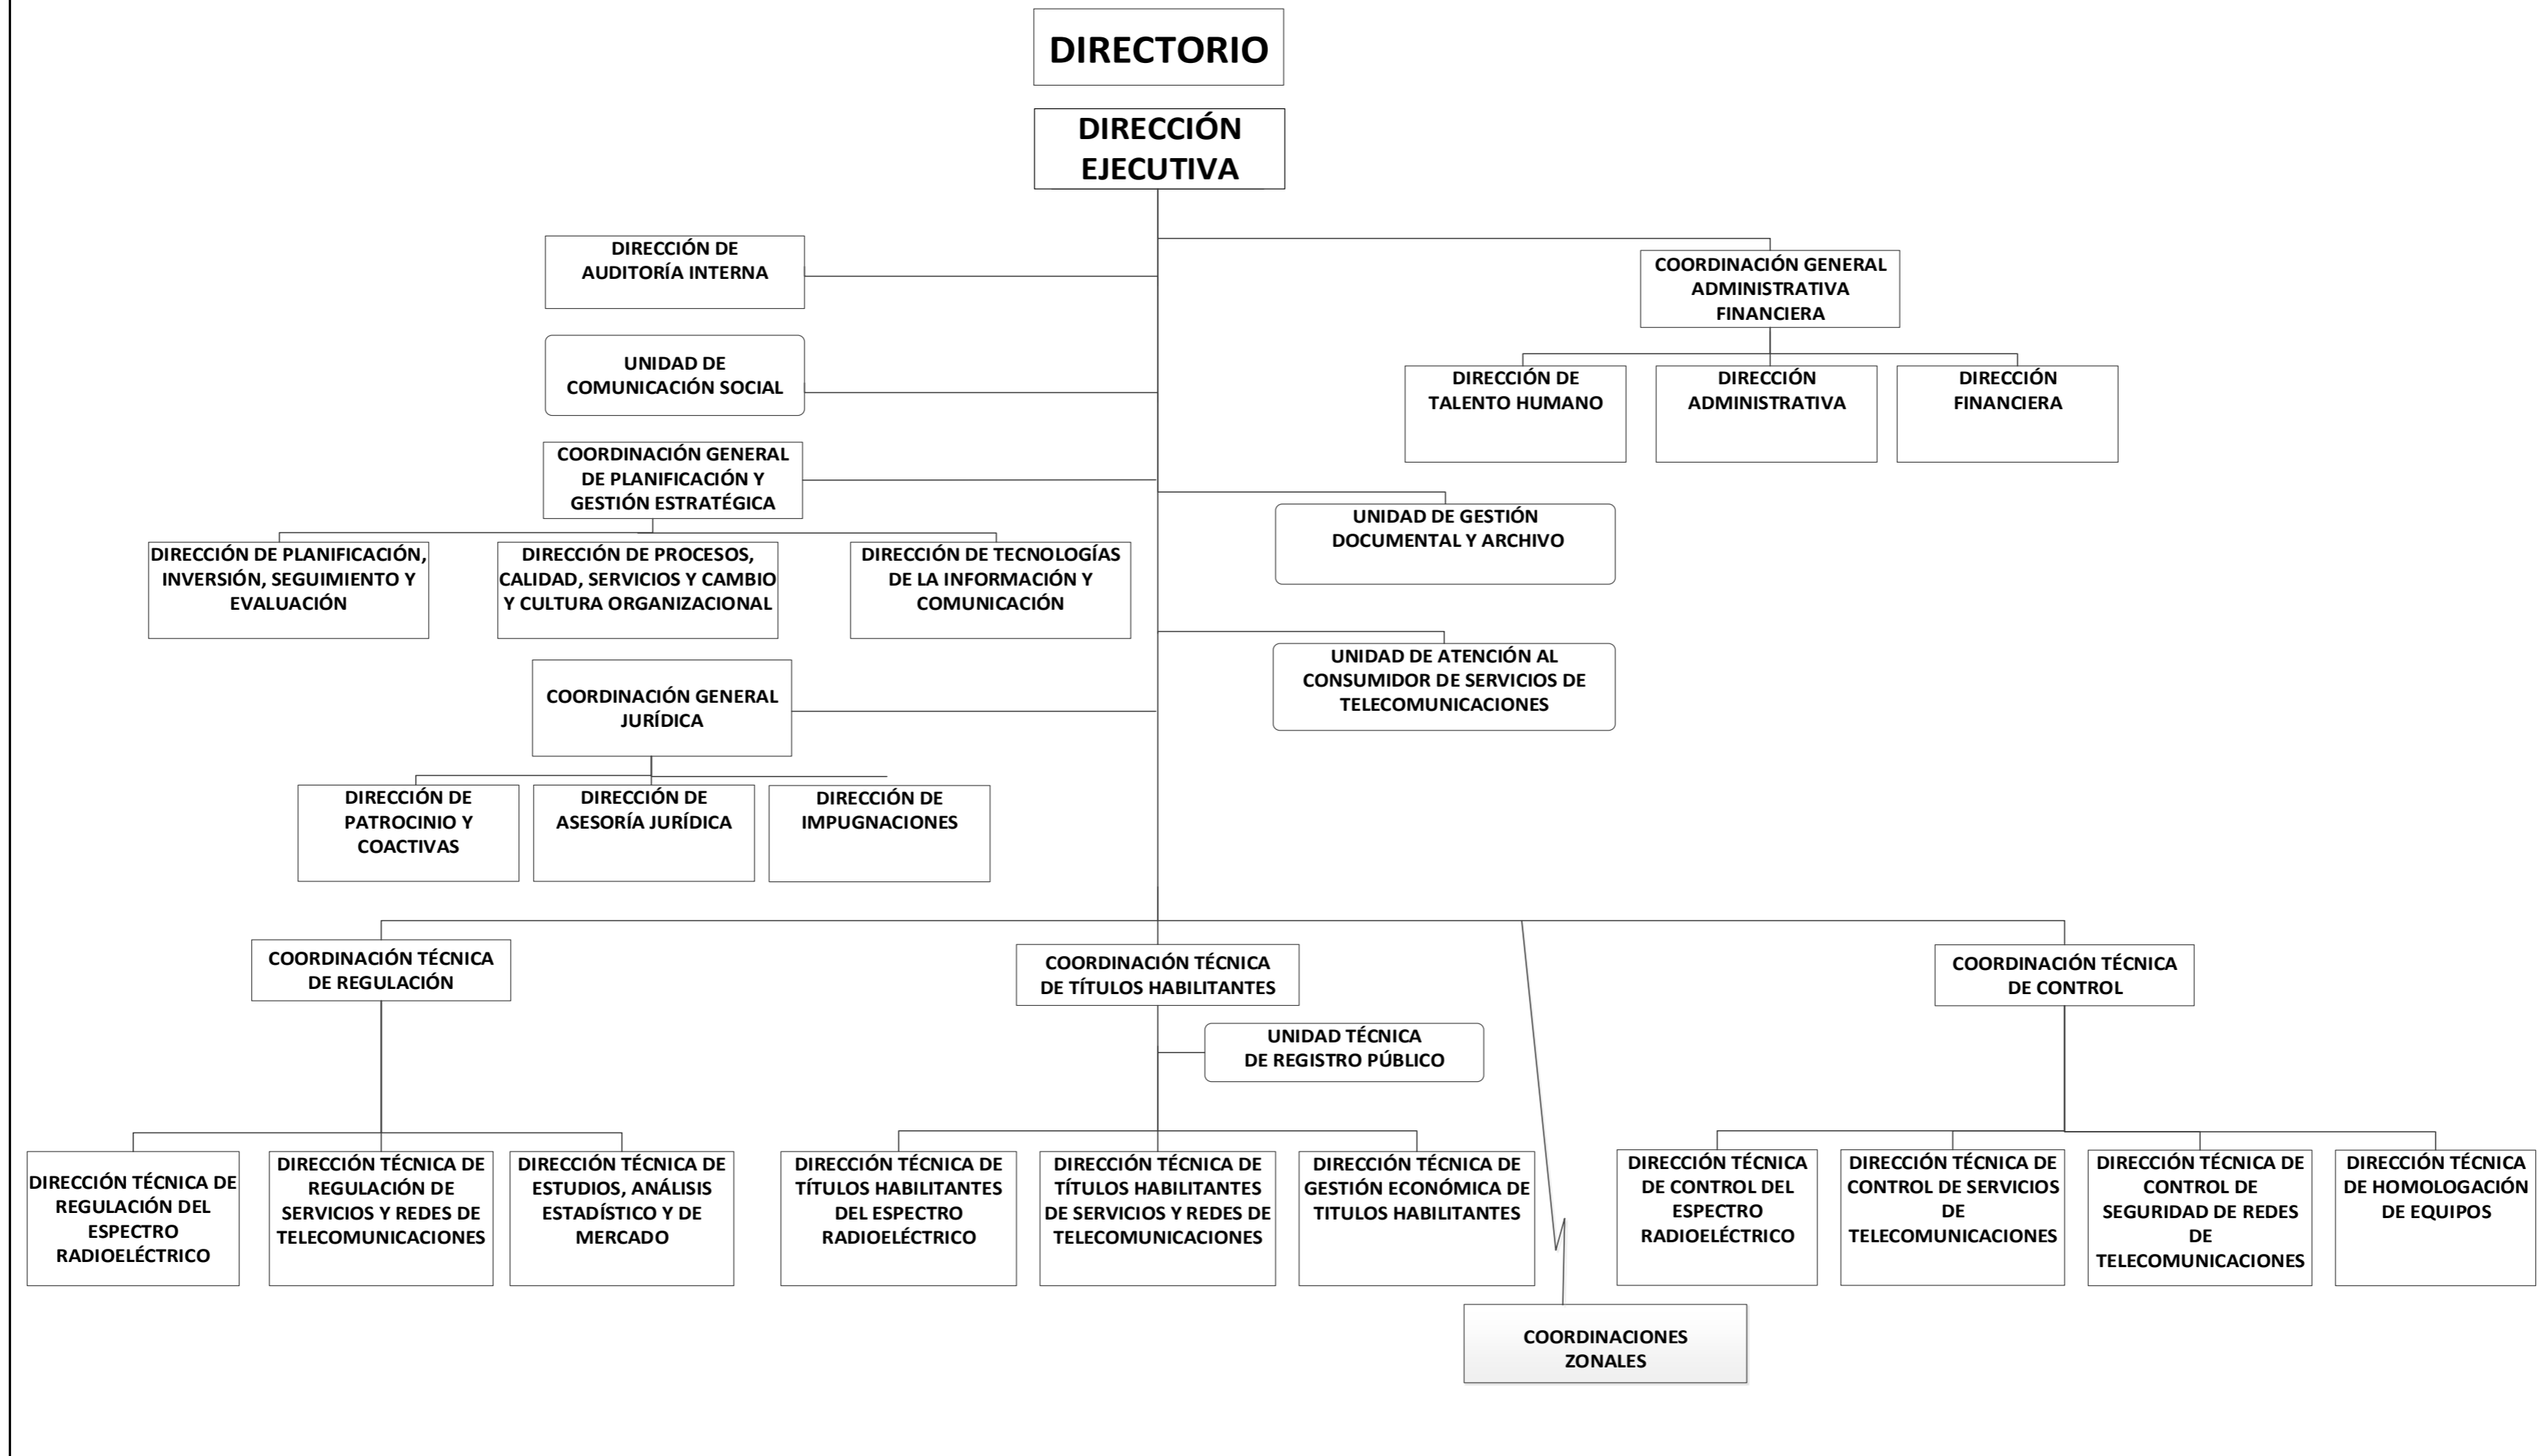 DIRECTORIO
DIRECCIÓN
EJECUTIVA
DIRECCIÓN DE
AUDITORÍA INTERNA
COORDINACIÓN GENERAL
ADMINISTRATIVA
FINANCIERA
UNIDAD DE
COMUNICACIÓN SOCIAL
DIRECCIÓN DE
TALENTO HUMANO
DIRECCIÓN
ADMINISTRATIVA
DIRECCIÓN
FINANCIERA
COORDINACIÓN GENERAL
DE PLANIFICACIÓN Y
GESTIÓN ESTRATÉGICA
UNIDAD DE GESTIÓN
DOCUMENTAL Y ARCHIVO
DIRECCIÓN DE PLANIFICACIÓN,
INVERSIÓN, SEGUIMIENTO Y
EVALUACIÓN
DIRECCIÓN DE PROCESOS,
CALIDAD, SERVICIOS Y CAMBIO
Y CULTURA ORGANIZACIONAL
DIRECCIÓN DE TECNOLOGÍAS
DE LA INFORMACIÓN Y
COMUNICACIÓN
UNIDAD DE ATENCIÓN AL
CONSUMIDOR DE SERVICIOS DE
TELECOMUNICACIONES
COORDINACIÓN GENERAL
JURÍDICA
DIRECCIÓN DE
PATROCINIO Y
COACTIVAS
DIRECCIÓN DE
ASESORÍA JURÍDICA
DIRECCIÓN DE
IMPUGNACIONES
COORDINACIÓN TÉCNICA
DE REGULACIÓN
COORDINACIÓN TÉCNICA
DE TÍTULOS HABILITANTES
COORDINACIÓN TÉCNICA
DE CONTROL
UNIDAD TÉCNICA
DE REGISTRO PÚBLICO
DIRECCIÓN TÉCNICA DE
REGULACIÓN DEL
ESPECTRO
RADIOELÉCTRICO
DIRECCIÓN TÉCNICA DE
REGULACIÓN DE
SERVICIOS Y REDES DE
TELECOMUNICACIONES
DIRECCIÓN TÉCNICA DE
ESTUDIOS, ANÁLISIS
ESTADÍSTICO Y DE
MERCADO
DIRECCIÓN TÉCNICA DE
TÍTULOS HABILITANTES
DEL ESPECTRO
RADIOELÉCTRICO
DIRECCIÓN TÉCNICA DE
TÍTULOS HABILITANTES
DE SERVICIOS Y REDES DE
TELECOMUNICACIONES
DIRECCIÓN TÉCNICA DE
GESTIÓN ECONÓMICA DE
TITULOS HABILITANTES
DIRECCIÓN TÉCNICA
DE CONTROL DEL
ESPECTRO
RADIOELÉCTRICO
DIRECCIÓN TÉCNICA DE
CONTROL DE SERVICIOS
DE
TELECOMUNICACIONES
DIRECCIÓN TÉCNICA DE
CONTROL DE
SEGURIDAD DE REDES
DE
TELECOMUNICACIONES
DIRECCIÓN TÉCNICA
DE HOMOLOGACIÓN
DE EQUIPOS
COORDINACIONES
ZONALES